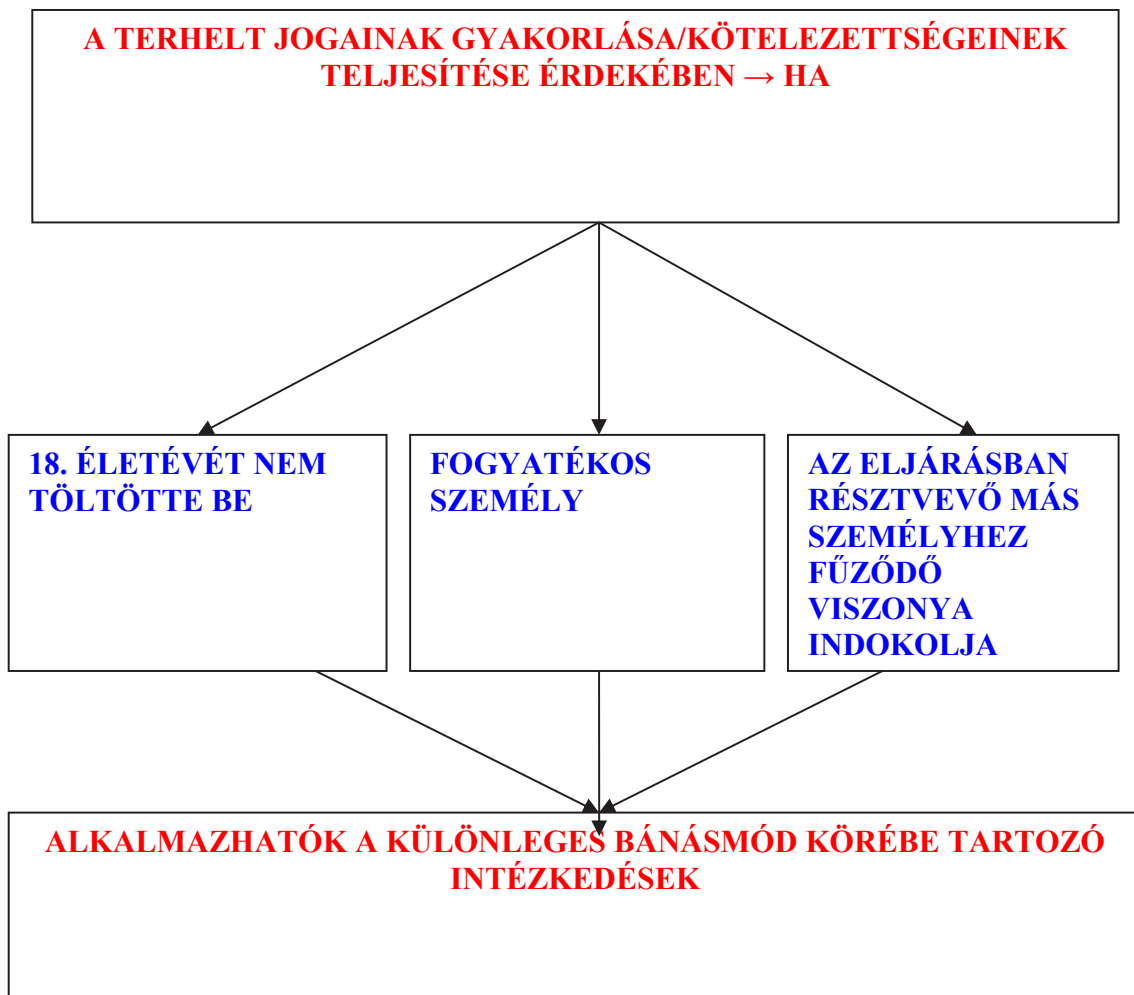 A TERHELT JOGAINAK GYAKORLÁSA/KÖTELEZETTSÉGEINEK
TELJESÍTÉSE ÉRDEKÉBEN → HA
18. ÉLETÉVÉT NEM
TÖLTÖTTE BE
FOGYATÉKOS
SZEMÉLY
AZ ELJÁRÁSBAN
RÉSZTVEVŐ MÁS
SZEMÉLYHEZ
FŰZŐDŐ
VISZONYA
INDOKOLJA
ALKALMAZHATÓK A KÜLÖNLEGES BÁNÁSMÓD KÖRÉBE TARTOZÓ
INTÉZKEDÉSEK